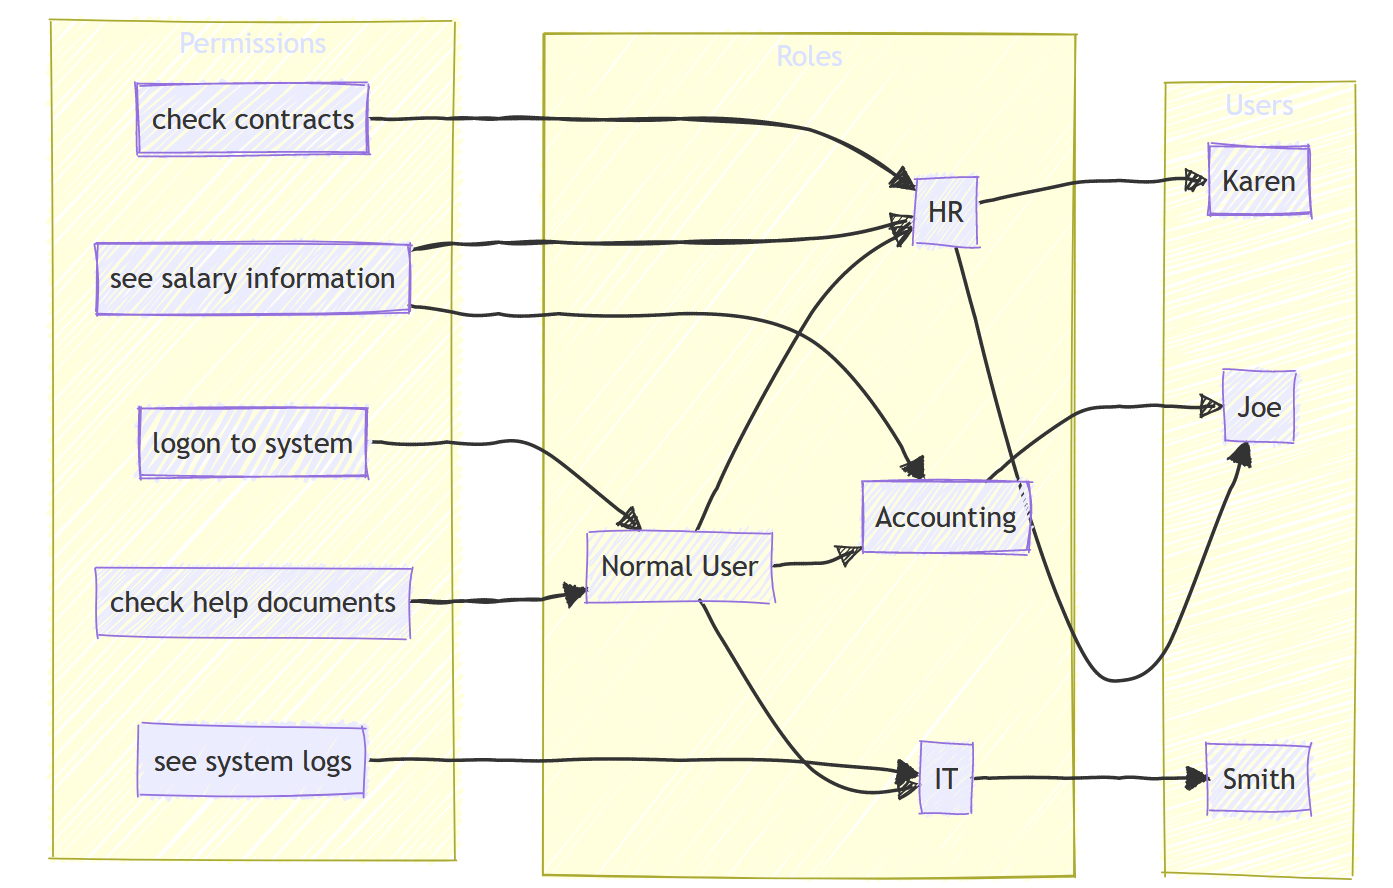 Permissions
check contracts
see salary information
logon to system
check help documents
see system logs
Roles
HR
Accounting
Normal User
IT
Users
Karen
Joe
Smith